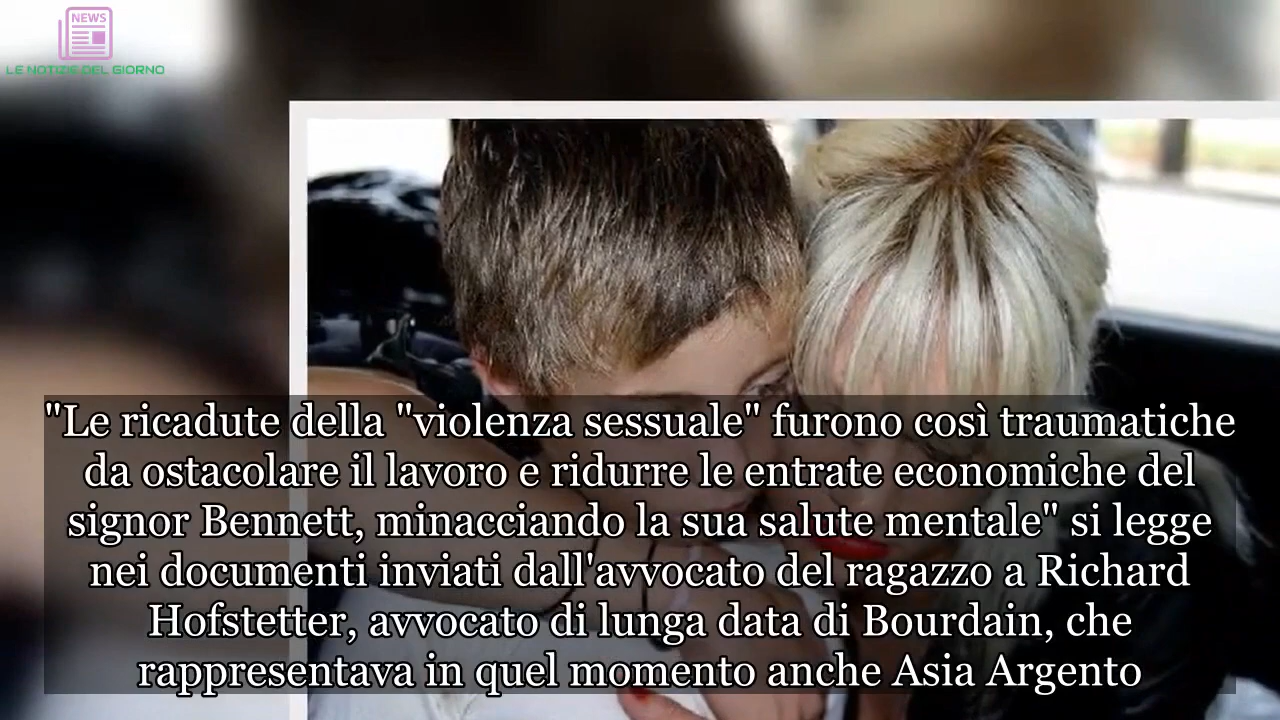 NEWS
LE NOTIZIE DEL GIORNO
"Le ricadute della "violenza sessuale" furono così traumatiche
da ostacolare il lavoro e ridurre le entrate economiche del
signor Bennett, minacciando la sua salute mentale" si legge
nei documenti inviati dall'avvocato del ragazzo a Richard
Hofstetter, avvocato di lunga data di Bourdain, che
rappresentava in quel momento anche Asia Argento